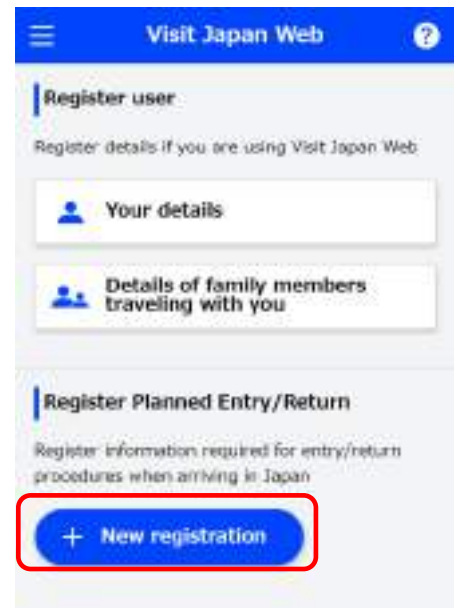 Visit Japan Web ?
Register user
Register details if you are using Visit Japan Web
Your details
Details of family members
traveling with you
Register Planned Entry/Return
Register information required for entry/return
procedures when arriving in Japan
+ New registration